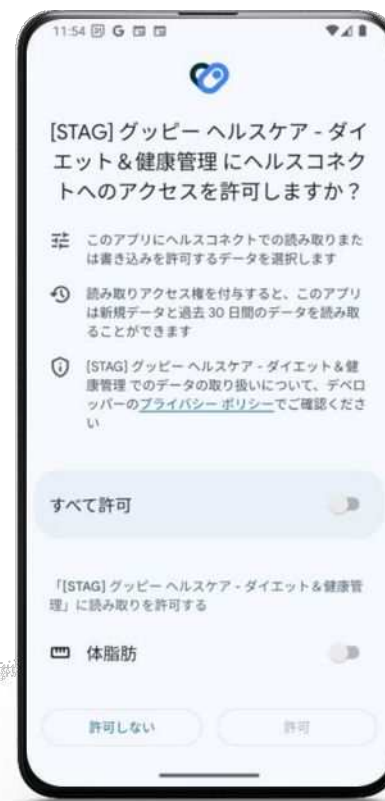 11:54
[STAG] グッピー ヘルスケア - ダイ
エット＆健康管理 にヘルスコネク
トへのアクセスを許可しますか？
このアプリにヘルスコネクトでの読み取りまた
は書き込みを許可するデータを選択します
読み取りアクセス権を付与すると、このアプリ
は新規データと過去 30 日間のデータを読み取
ることができます
[STAG] グッピー ヘルスケア - ダイエット＆健
康管理 でのデータの取り扱いについて、デベロ
ッパーのプライバシー ポリシーでご確認くださ
い
すべて許可
「[STAG] グッピー ヘルスケア - ダイエット＆健康管
理」に読み取りを許可する
体脂肪
許可しない
許可